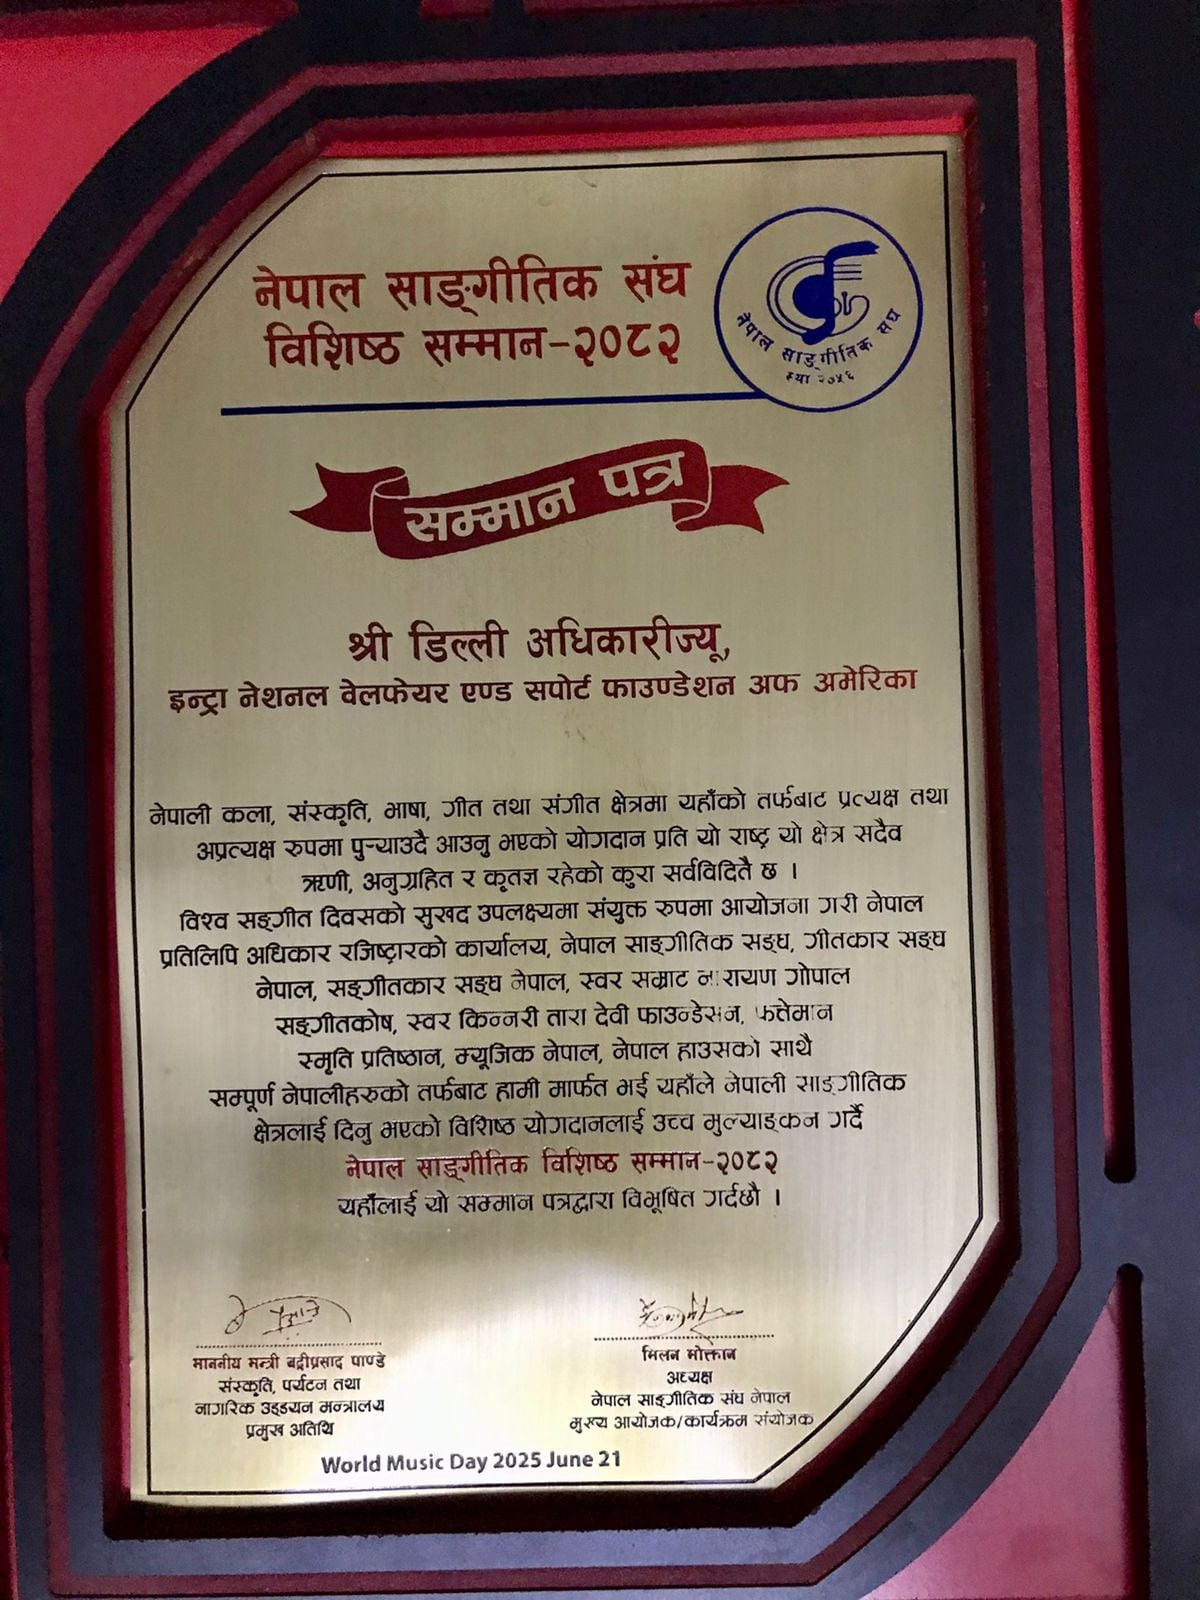 नेपाल साङ्गीतिक संघ
विशिष्ठ सम्मान-२०८२
नेपाल साङ्गीतिक संघ
स्था २०५६
सम्मान पत्र
श्री डिल्ली अधिकारीज्यू,
इन्ट्रा नेशनल वेलफेयर एण्ड सपोर्ट फाउण्डेशन अफ अमेरिका
नेपाली कला, संस्कृति, भाषा, गीत तथा संगीत क्षेत्रमा यहाँको तर्फबाट प्रत्यक्ष तथा
अप्रत्यक्ष रुपमा पुऱ्याउदै आउनु भएको योगदान प्रति यो राष्ट्र यो क्षेत्र सदैव
ऋणी, अनुग्रहित र कृतज्ञ रहेको कुरा सर्वविदितै छ ।
विश्व सङ्गीत दिवसको सुखद उपलक्ष्यमा संयुक्त रुपमा आयोजना गरी नेपाल
प्रतिलिपि अधिकार रजिष्ट्रारको कार्यालय, नेपाल साङ्गीतिक सङ्घ, गीतकार सङ्घ
नेपाल, सङ्गीतकार सङ्घ नेपाल, स्वर सम्राट नारायण गोपाल
सङ्गीतकोष, स्वर किन्नरी तारा देवी फाउन्डेसन, फत्तेमान
स्मृति प्रतिष्ठान, म्यूजिक नेपाल, नेपाल हाउसको साथै
सम्पूर्ण नेपालीहरुको तर्फबाट हामी मार्फत भई यहाँले नेपाली साङ्गीतिक
क्षेत्रलाई दिनु भएको विशिष्ठ योगदानलाई उच्च मुल्याङ्कन गर्दै
नेपाल साङ्गीतिक विशिष्ठ सम्मान-२०८२
यहाँलाई यो सम्मान पत्रद्वारा विभूषित गर्दछौ ।
माननीय मन्त्री बद्रीप्रसाद पाण्डे
संस्कृति, पर्यटन तथा
नागरिक उड्डयन मन्त्रालय
प्रमुख अतिथि
मिलन मोक्तान
अध्यक्ष
नेपाल साङ्गीतिक संघ नेपाल
मुख्य आयोजक/कार्यक्रम संयोजक
World Music Day 2025 June 21